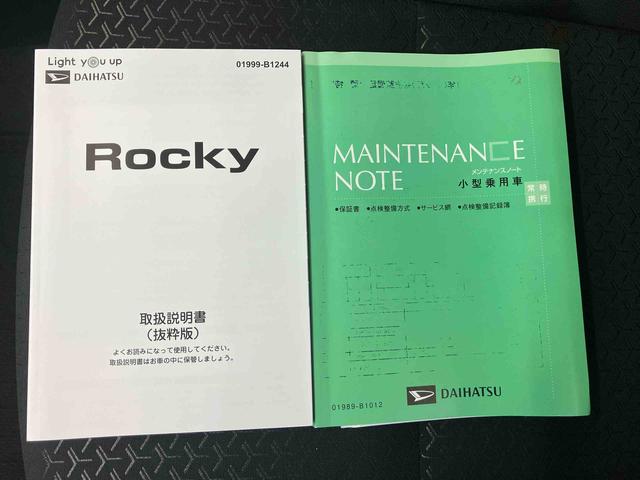 Light you up
DAIHATSU
01999-B1244
Rocky
取扱説明書
(抜粋版)
よくお読みになって使用してください。
取扱説明書はお車の中に保管しましょう。
MAINTENANCE
NOTE
メンテナンスノート
小型乗用車
常時
携行
●保証書 ●点検整備方式 ●サービス網 ●点検整備記録簿
DAIHATSU
01989-B1012